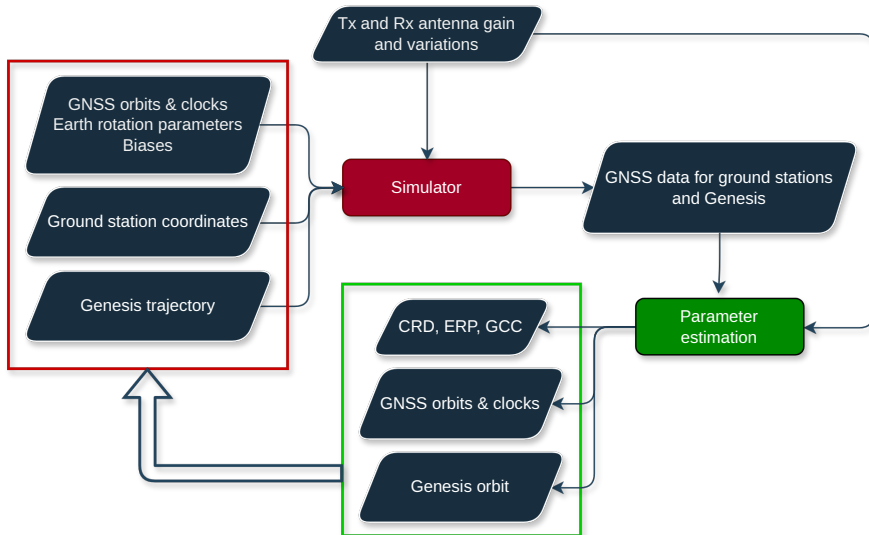 Tx and Rx antenna gain
and variations
GNSS orbits & clocks
Earth rotation parameters
Biases
Ground station coordinates
Genesis trajectory
Simulator
GNSS data for ground stations
and Genesis
Parameter
estimation
CRD, ERP, GCC
GNSS orbits & clocks
Genesis orbit